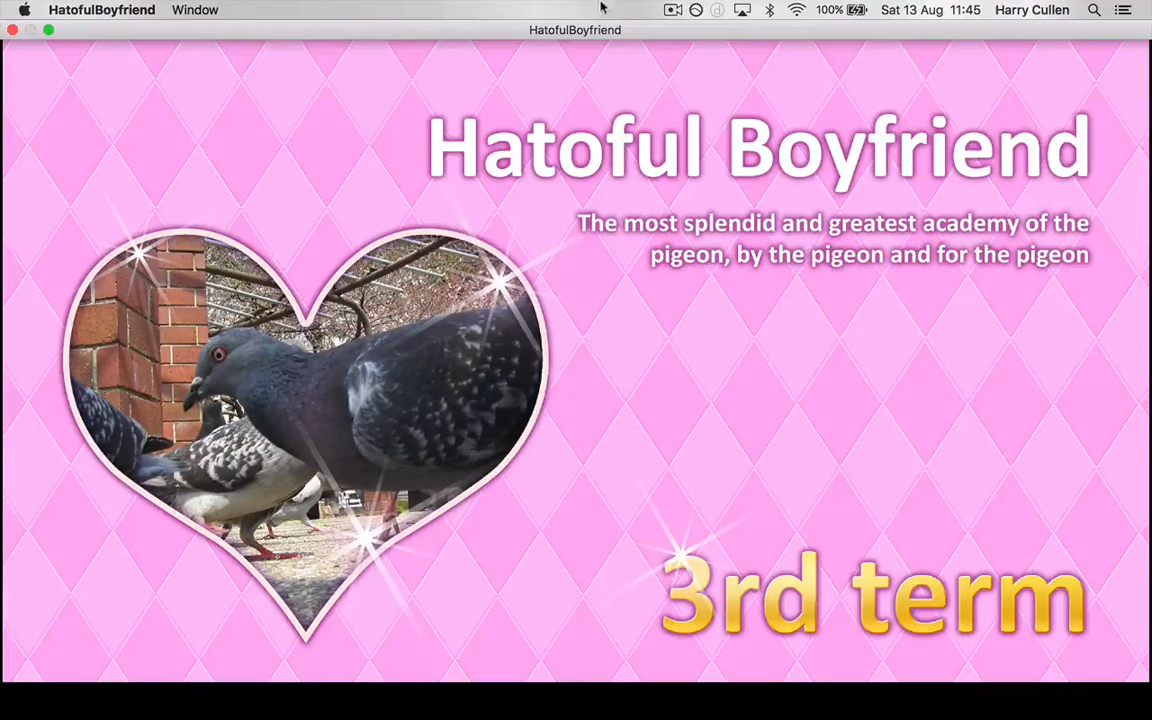 HatofulBoyfriend Window 100% Sat 13 Aug 11:45 Harry Cullen
HatofulBoyfriend
Hatoful Boyfriend
The most splendid and greatest academy of the
pigeon, by the pigeon and for the pigeon
3rd term